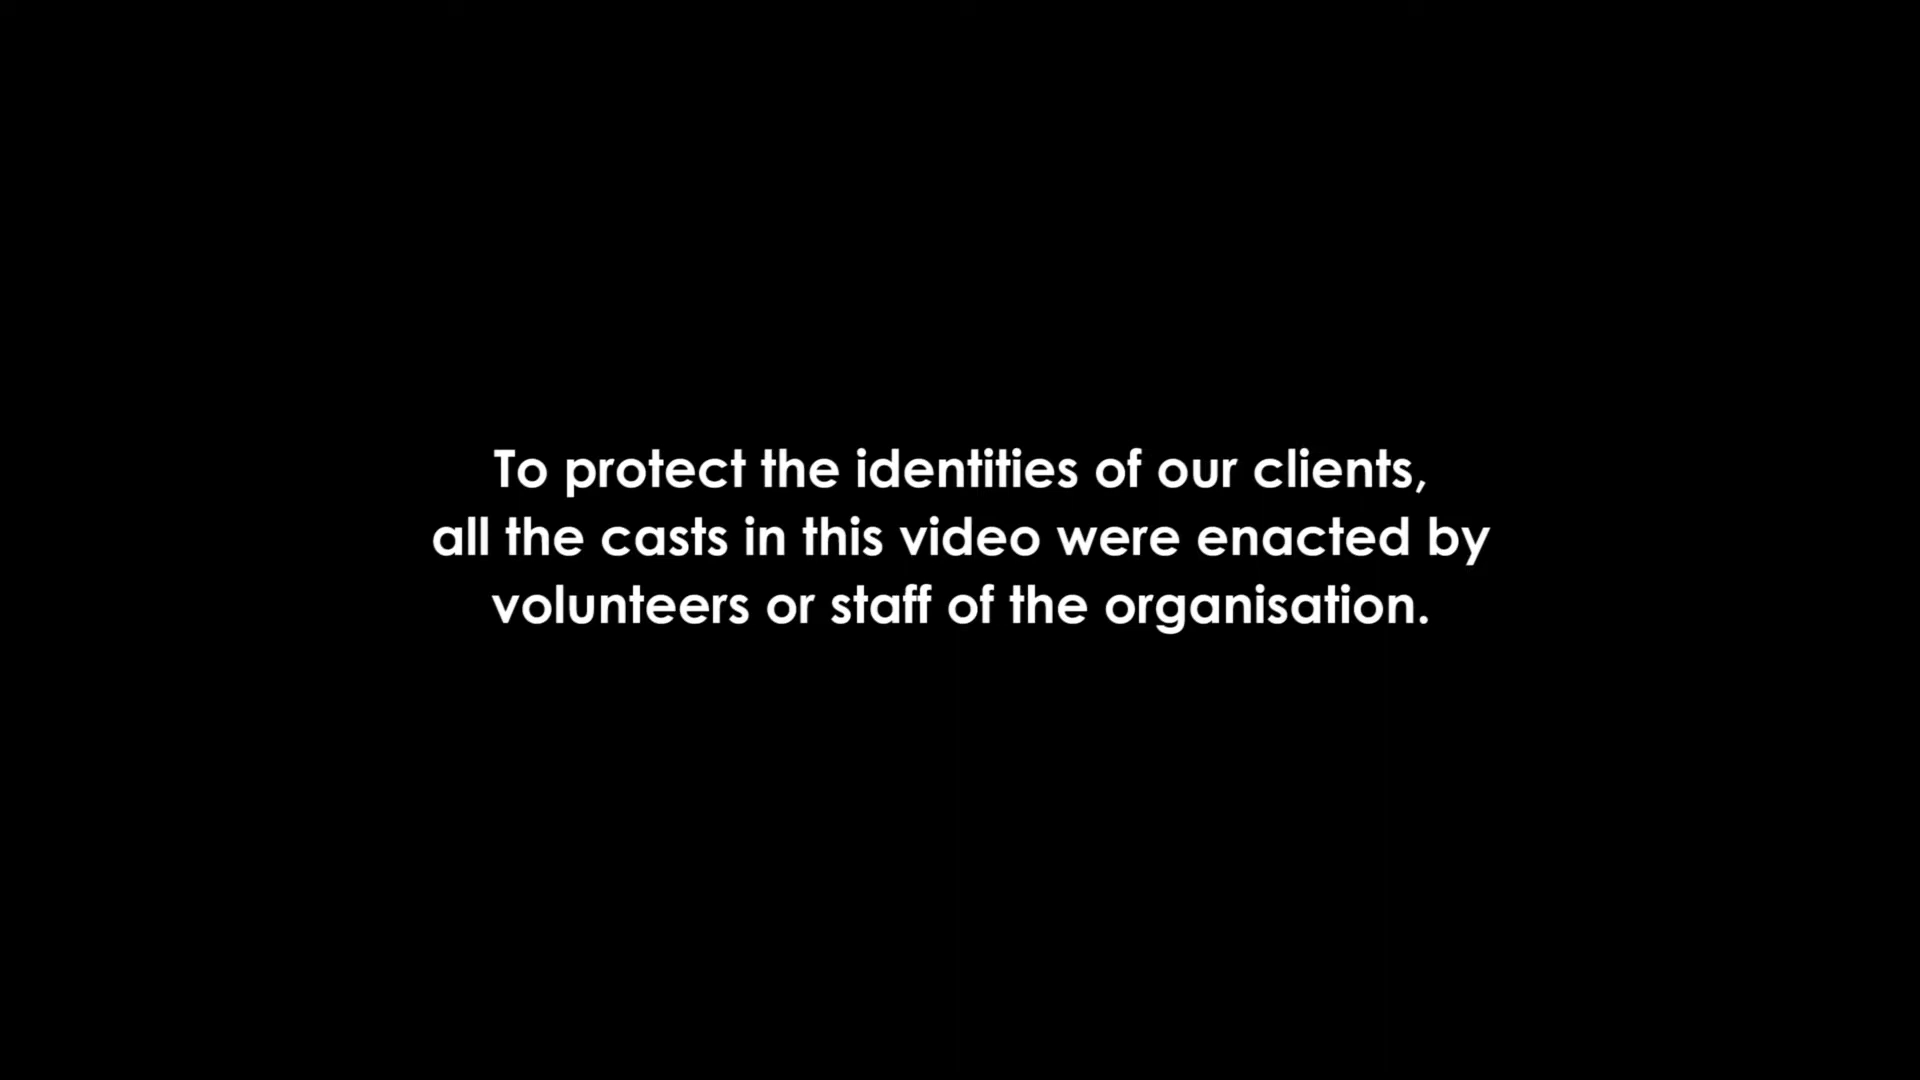 To protect the identities of our clients,
all the casts in this video were enacted by
volunteers or staff of the organisation.